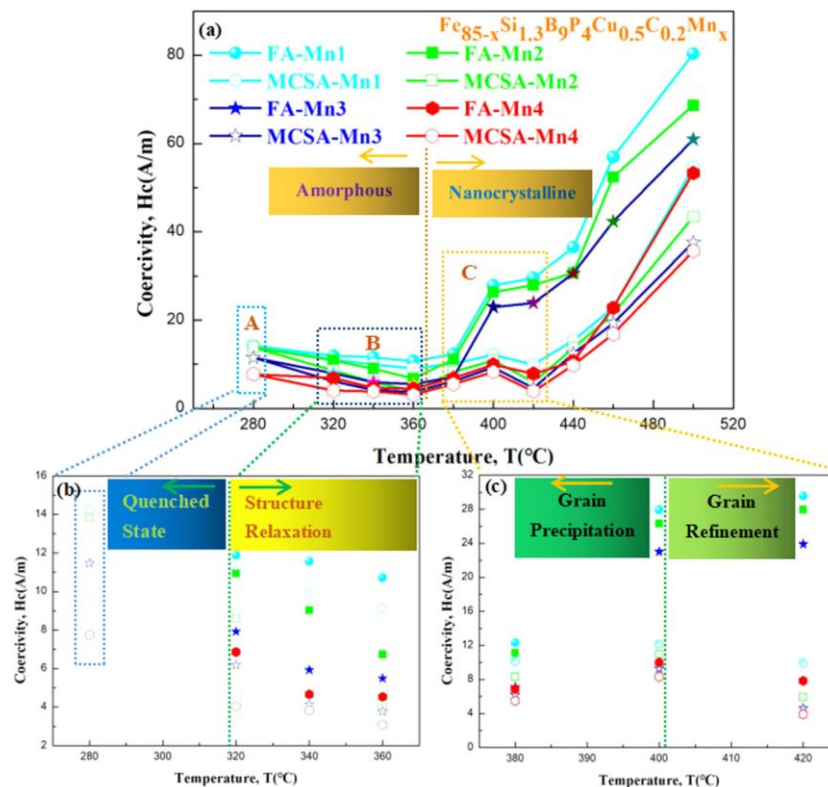 (a)
Fe85-xSi1.3B9P4Cu0.5C0.2Mnx
FA-Mn1 FA-Mn2
MCSA-Mn1 MCSA-Mn2
FA-Mn3 FA-Mn4
MCSA-Mn3 MCSA-Mn4
Amorphous Nanocrystalline
A B C
Coercivity, Hc(A/m)
80
60
40
20
0
280 320 360 400 440 480 520
Temperature, T(℃)
(b)
Quenched Structure
State Relaxation
Coercivity, Hc(A/m)
16
14
12
10
8
6
4
2
280 300 320 340 360
Temperature, T(℃)
(c)
Grain Grain
Precipitation Refinement
Coercivity, Hc(A/m)
32
28
24
20
16
12
8
4
0
380 390 400 410 420
Temperature, T(℃)